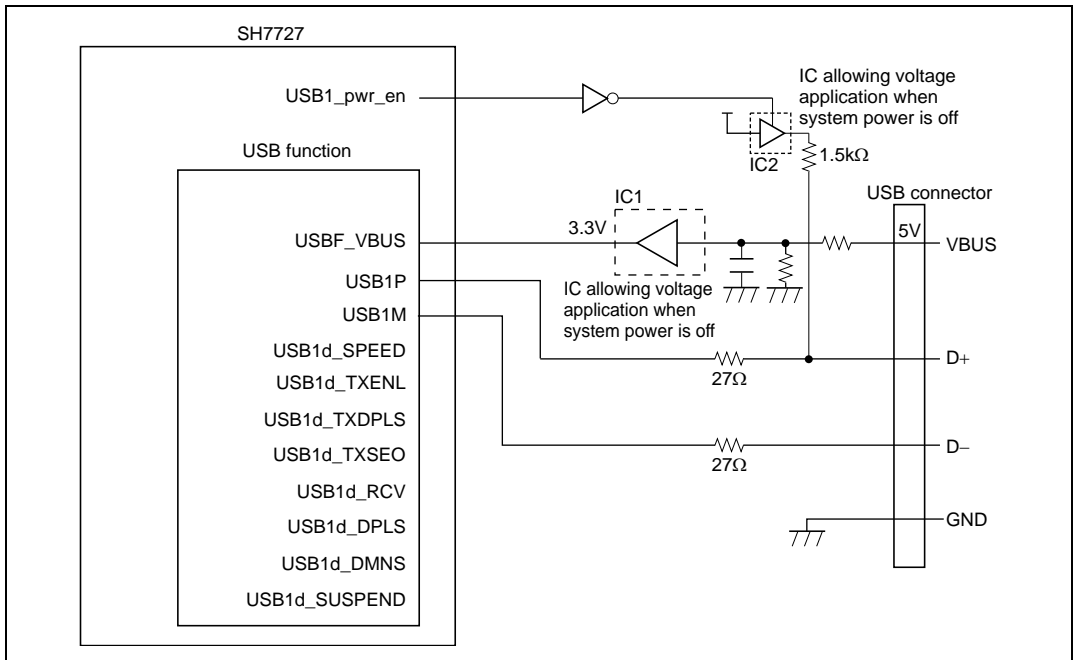 SH7727
USB1_pwr_en
IC allowing voltage
application when
system power is off
IC2
1.5kΩ
USB function
USB connector
IC1
3.3V
5V
USBF_VBUS
VBUS
IC allowing voltage
application when
system power is off
USB1P
USB1M
USB1d_SPEED
27Ω
D+
USB1d_TXENL
USB1d_TXDPLS
USB1d_TXSEO
27Ω
D−
USB1d_RCV
USB1d_DPLS
GND
USB1d_DMNS
USB1d_SUSPEND